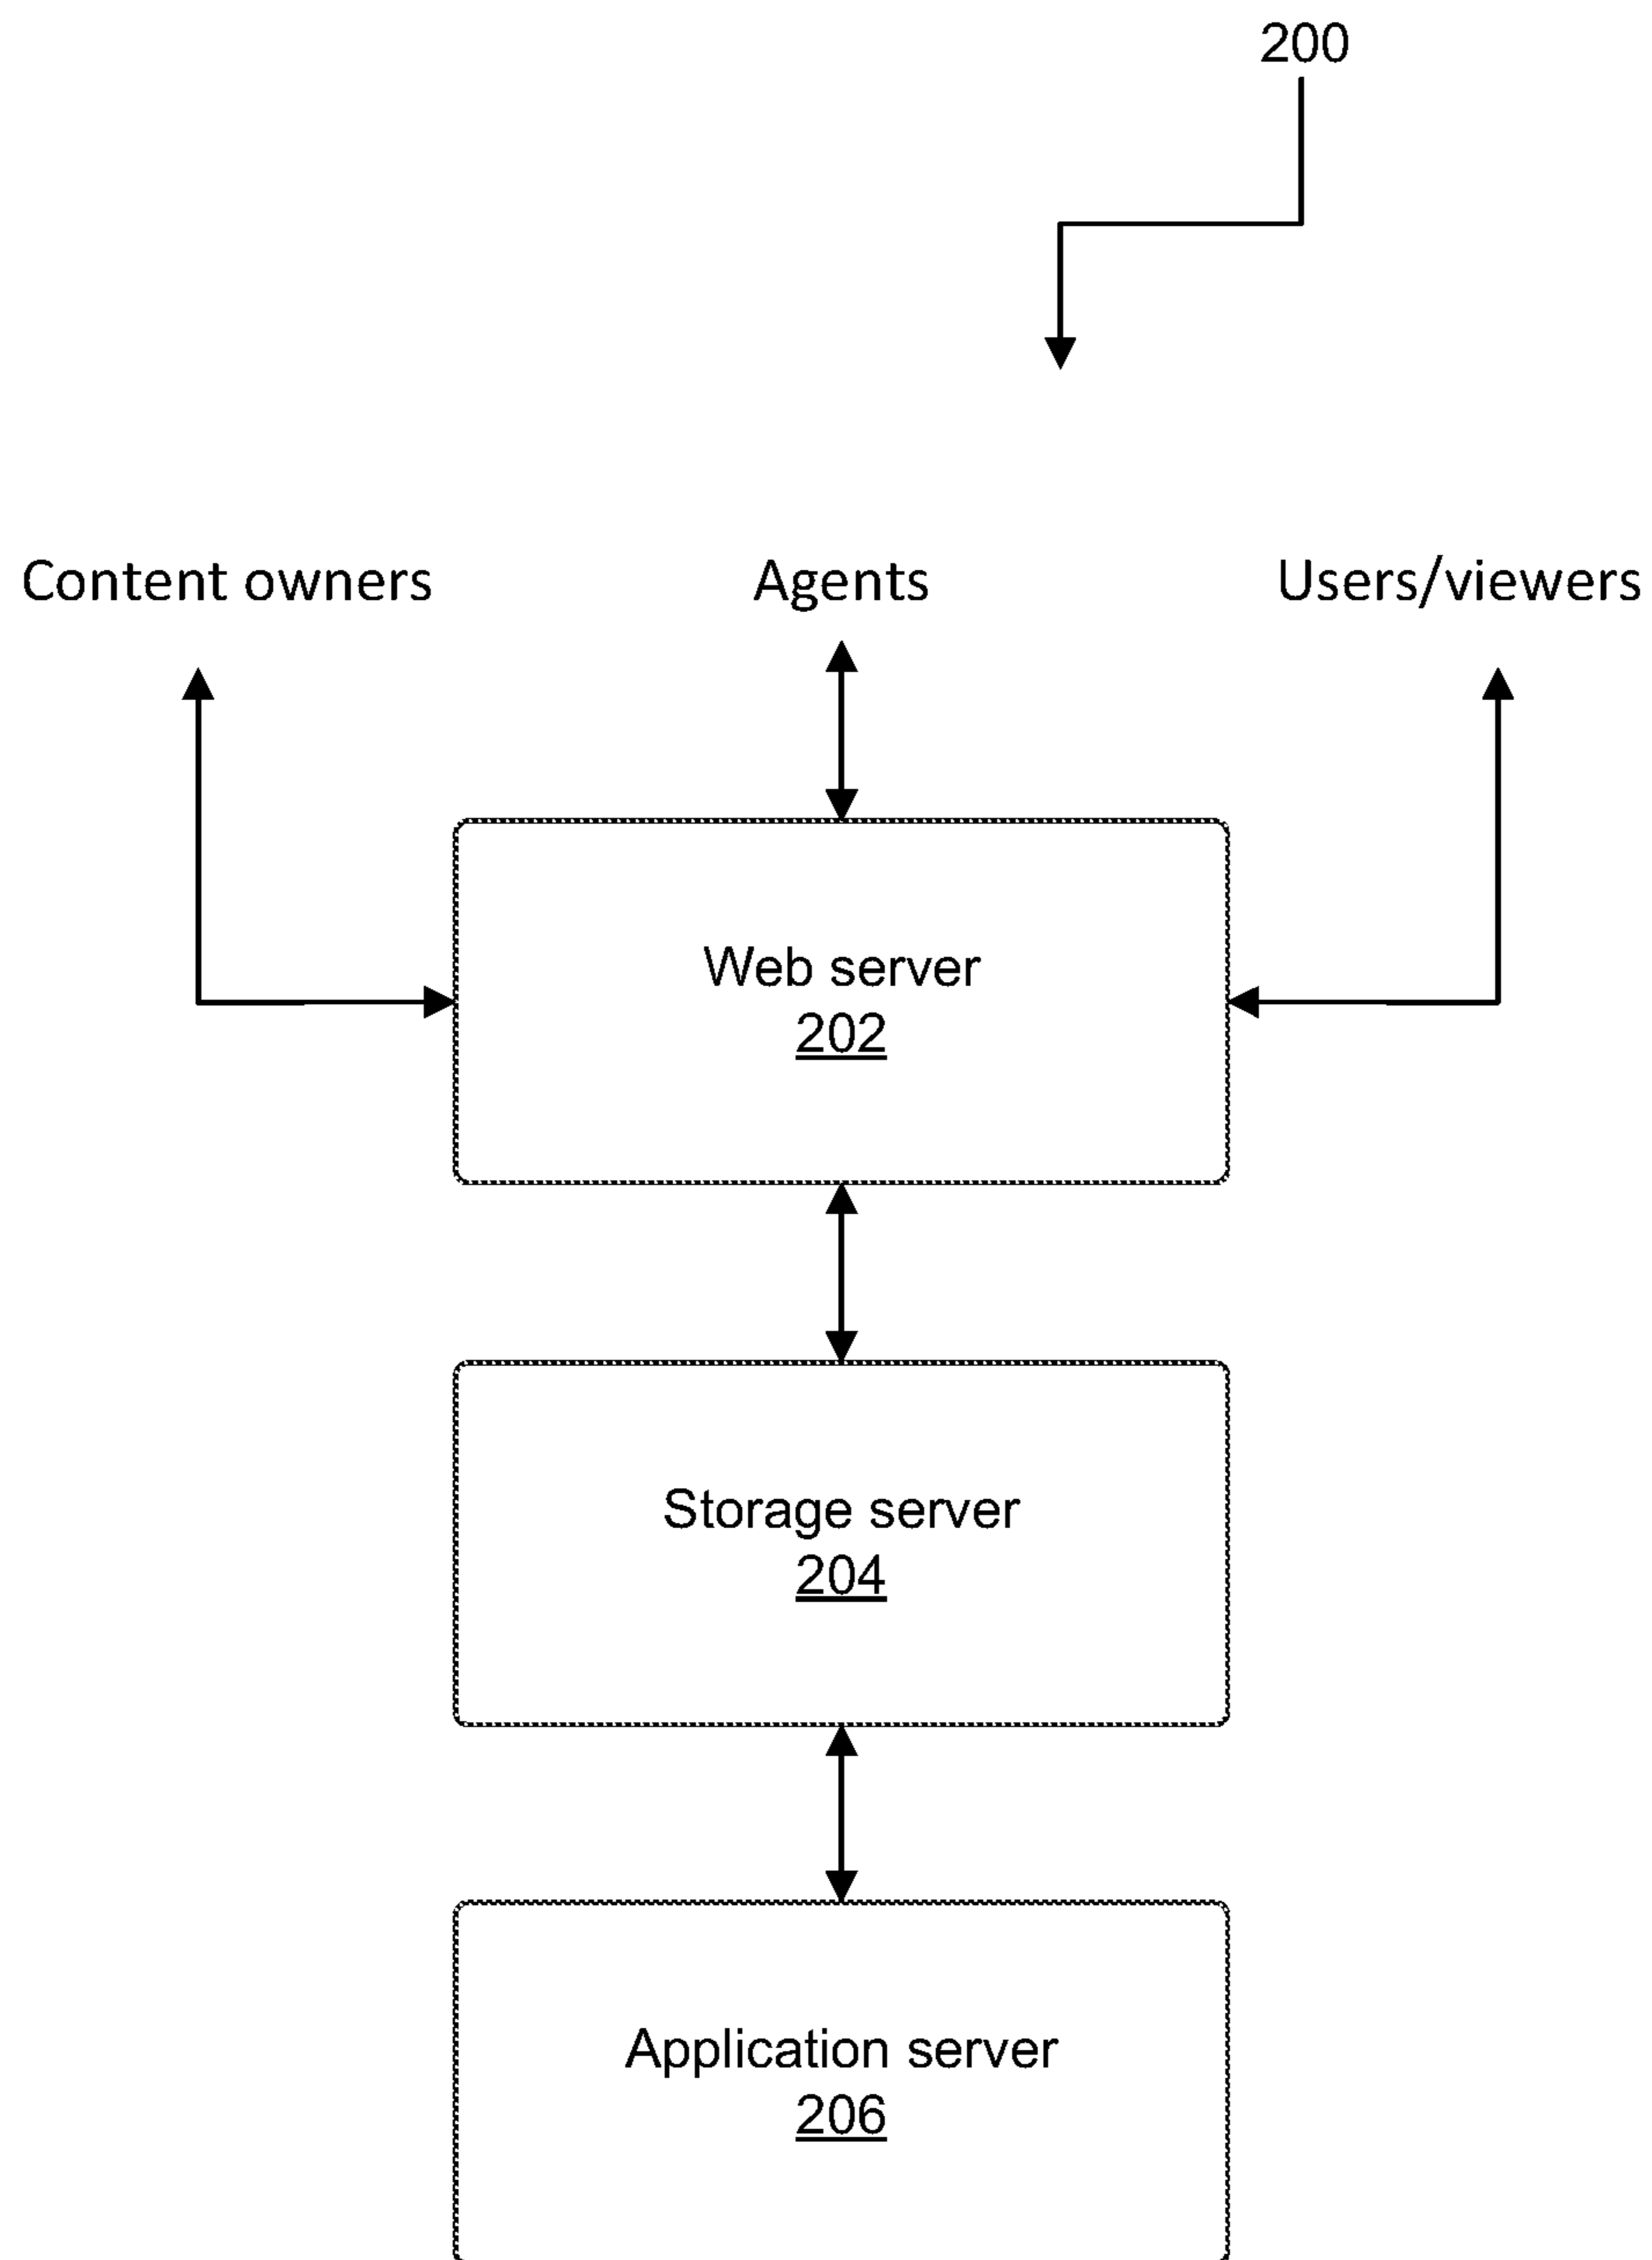 200
Content owners
Agents
Users/viewers
Web server
202
Storage server
204
Application server
206